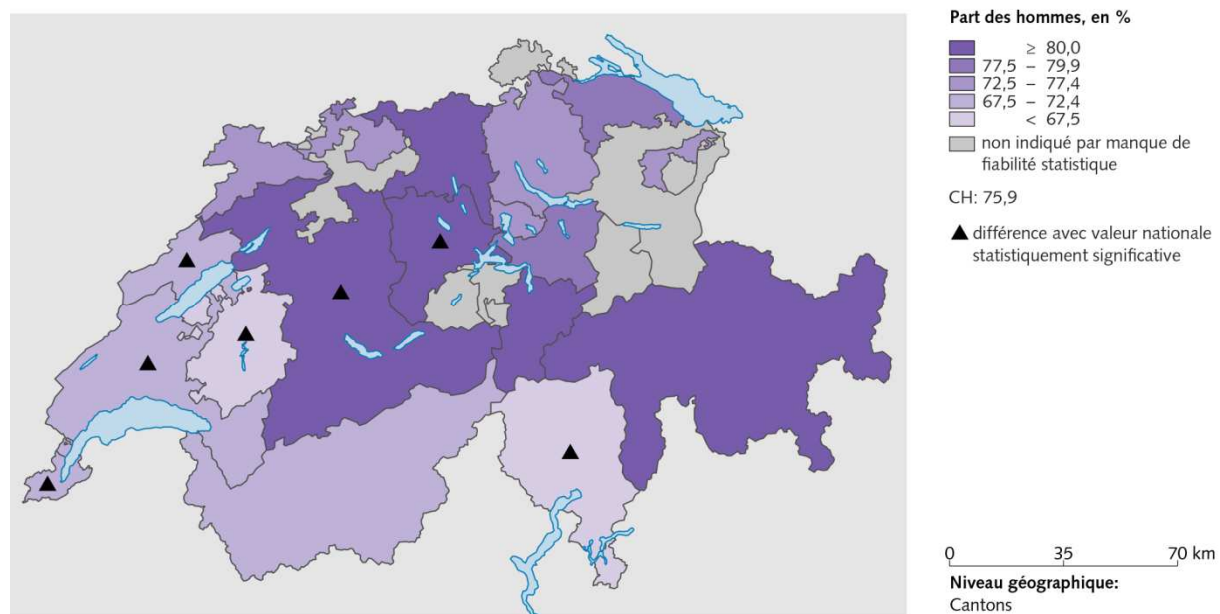 Part des hommes, en %
≥ 80,0
77,5 – 79,9
72,5 – 77,4
67,5 – 72,4
< 67,5
non indiqué par manque de
fiabilité statistique
CH: 75,9
différence avec valeur nationale
statistiquement significative
0 35 70 km
Niveau géographique:
Cantons